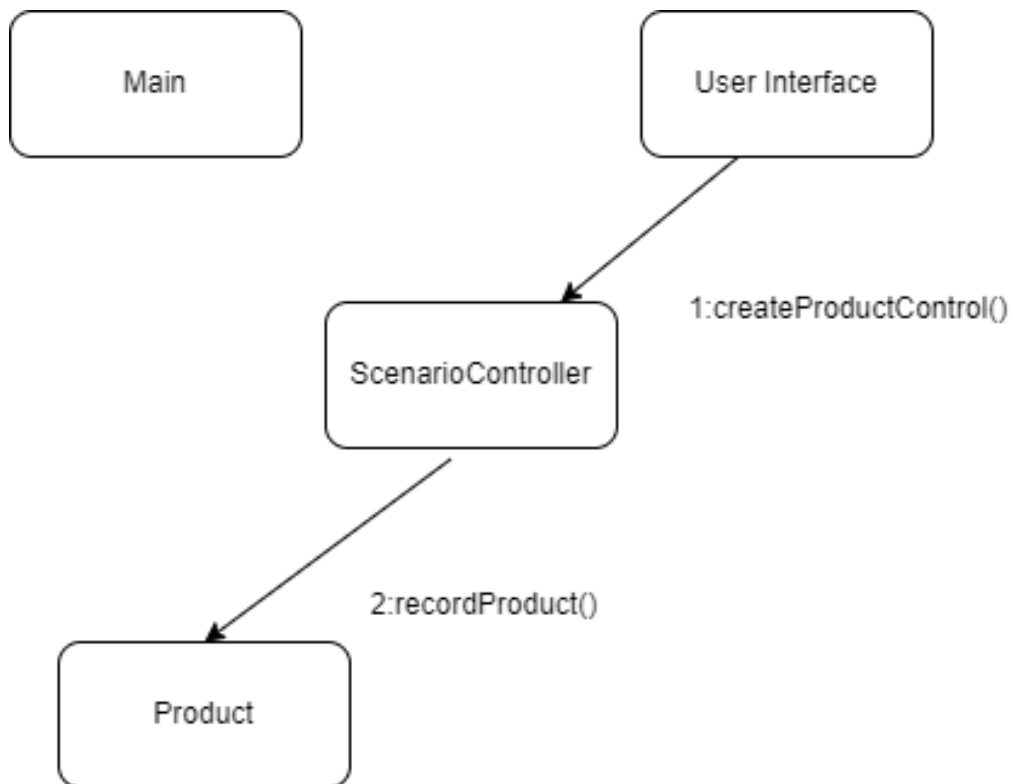 Main
User Interface
1:createProductControl()
ScenarioController
2:recordProduct()
Product